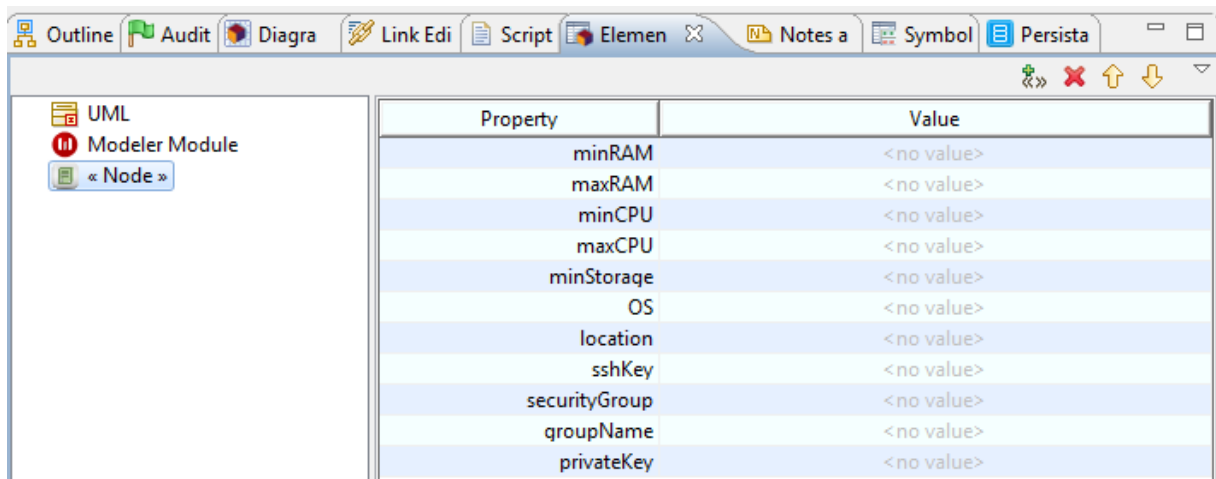 Outline Audit Diagra Link Edi Script Elemen Notes a Symbol Persista
UML
Modeler Module
« Node »
Property Value
minRAM <no value>
maxRAM <no value>
minCPU <no value>
maxCPU <no value>
minStorage <no value>
OS <no value>
location <no value>
sshKey <no value>
securityGroup <no value>
groupName <no value>
privateKey <no value>